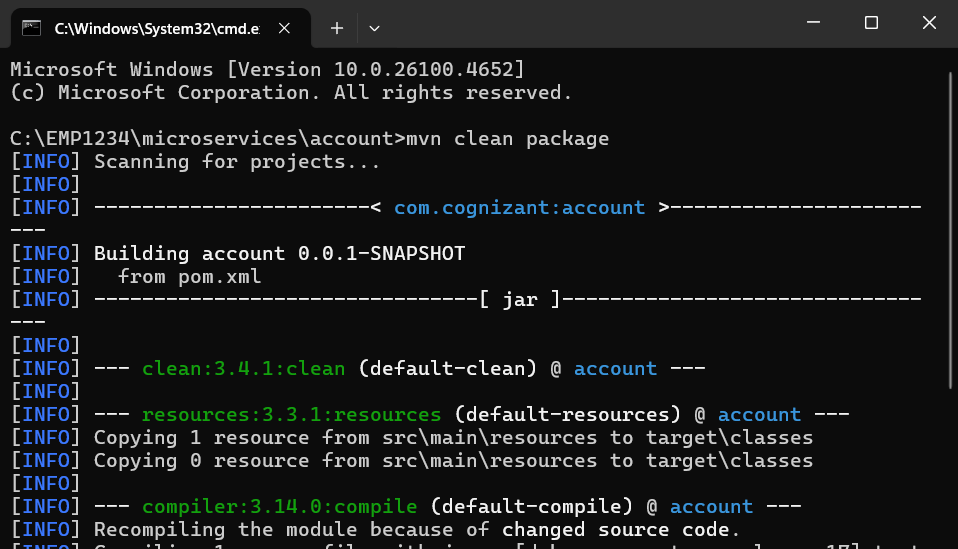 C:\Windows\System32\cmd.e
Microsoft Windows [Version 10.0.26100.4652]
(c) Microsoft Corporation. All rights reserved.
C:\EMP1234\microservices\account>mvn clean package
[INFO] Scanning for projects...
[INFO]
[INFO] -----------------------< com.cognizant:account >---------------------
---
[INFO] Building account 0.0.1-SNAPSHOT
[INFO]   from pom.xml
[INFO] --------------------------------[ jar ]------------------------------
---
[INFO]
[INFO] --- clean:3.4.1:clean (default-clean) @ account ---
[INFO]
[INFO] --- resources:3.3.1:resources (default-resources) @ account ---
[INFO] Copying 1 resource from src\main\resources to target\classes
[INFO] Copying 0 resource from src\main\resources to target\classes
[INFO]
[INFO] --- compiler:3.14.0:compile (default-compile) @ account ---
[INFO] Recompiling the module because of changed source code.